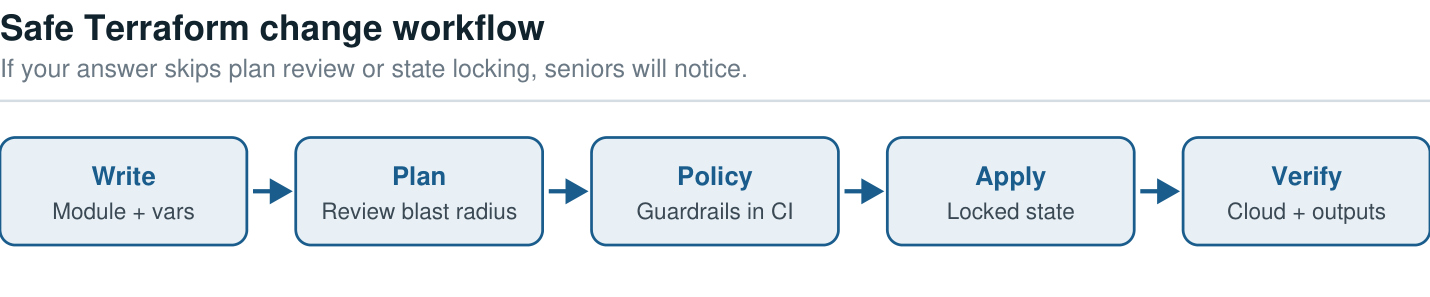 Safe Terraform change workflow
If your answer skips plan review or state locking, seniors will notice.
Write
Module + vars
Plan
Review blast radius
Policy
Guardrails in CI
Apply
Locked state
Verify
Cloud + outputs